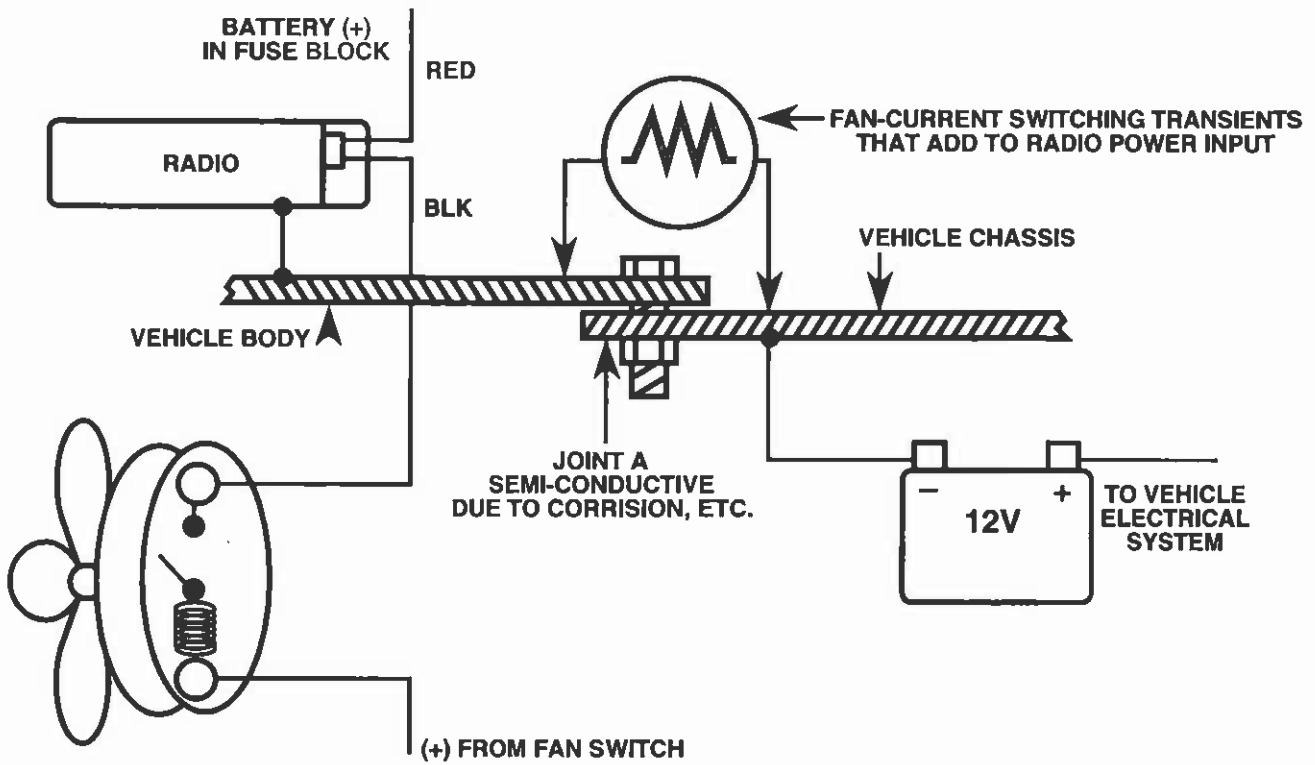 BATTERY (+)
IN FUSE BLOCK
RED
RADIO
BLK
FAN-CURRENT SWITCHING TRANSIENTS
THAT ADD TO RADIO POWER INPUT
VEHICLE CHASSIS
VEHICLE BODY
JOINT A
SEMI-CONDUCTIVE
DUE TO CORRISION, ETC.
– +
12V
TO VEHICLE
ELECTRICAL
SYSTEM
(+) FROM FAN SWITCH